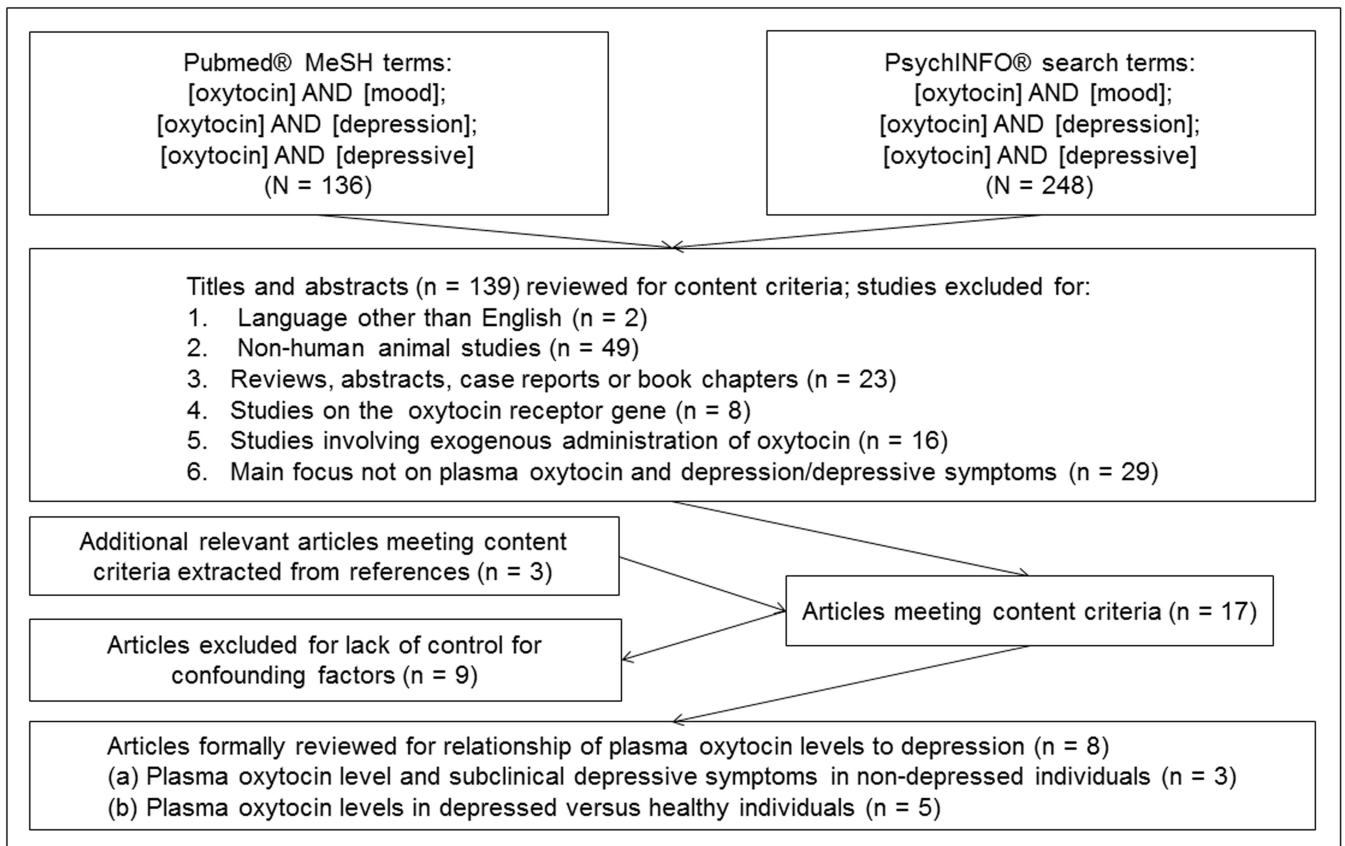 Pubmed® MeSH terms:
[oxytocin] AND [mood];
[oxytocin] AND [depression];
[oxytocin] AND [depressive]
(N = 136)
PsychINFO® search terms:
[oxytocin] AND [mood];
[oxytocin] AND [depression];
[oxytocin] AND [depressive]
(N = 248)
Titles and abstracts (n = 139) reviewed for content criteria; studies excluded for:
1. Language other than English (n = 2)
2. Non-human animal studies (n = 49)
3. Reviews, abstracts, case reports or book chapters (n = 23)
4. Studies on the oxytocin receptor gene (n = 8)
5. Studies involving exogenous administration of oxytocin (n = 16)
6. Main focus not on plasma oxytocin and depression/depressive symptoms (n = 29)
Additional relevant articles meeting content
criteria extracted from references (n = 3)
Articles meeting content criteria (n = 17)
Articles excluded for lack of control for
confounding factors (n = 9)
Articles formally reviewed for relationship of plasma oxytocin levels to depression (n = 8)
(a) Plasma oxytocin level and subclinical depressive symptoms in non-depressed individuals (n = 3)
(b) Plasma oxytocin levels in depressed versus healthy individuals (n = 5)